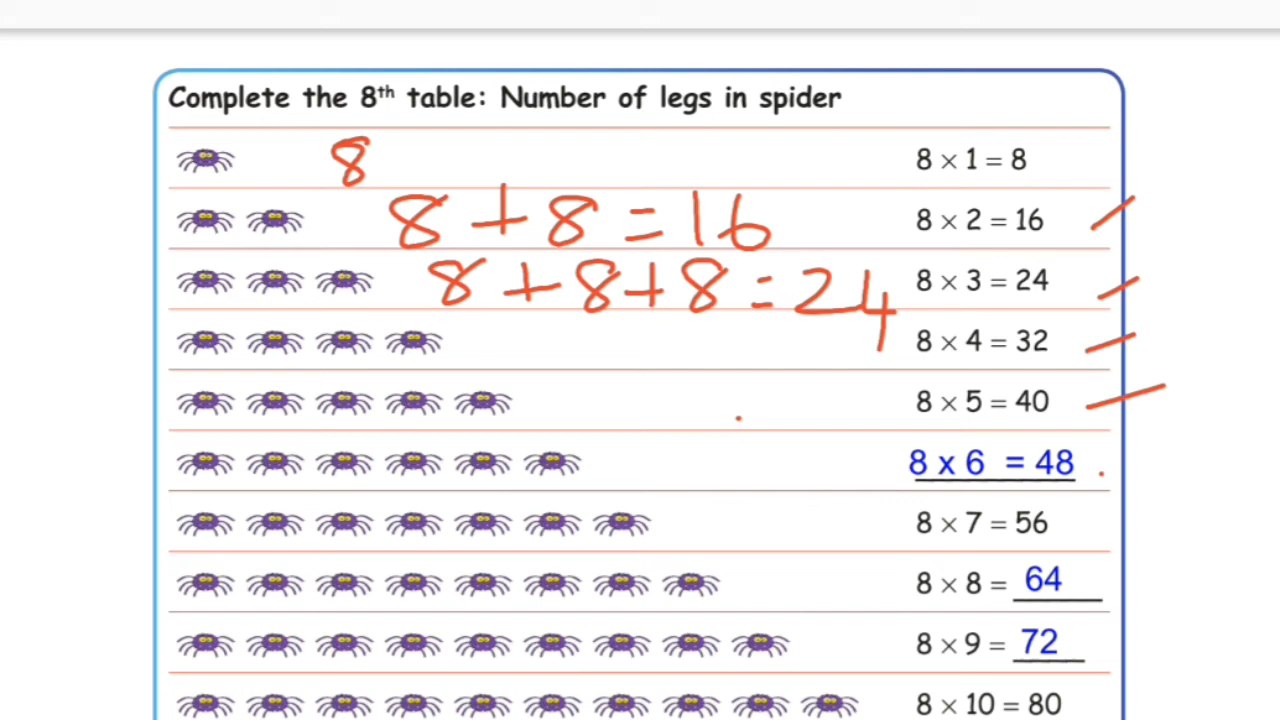 Complete the 8th table: Number of legs in spider
8 8 × 1 = 8
8 + 8 = 16 8 × 2 = 16
8 + 8 + 8 = 24 8 × 3 = 24
8 × 4 = 32
8 × 5 = 40
8 x 6 = 48
8 × 7 = 56
8 × 8 = 64
8 × 9 = 72
8 × 10 = 80